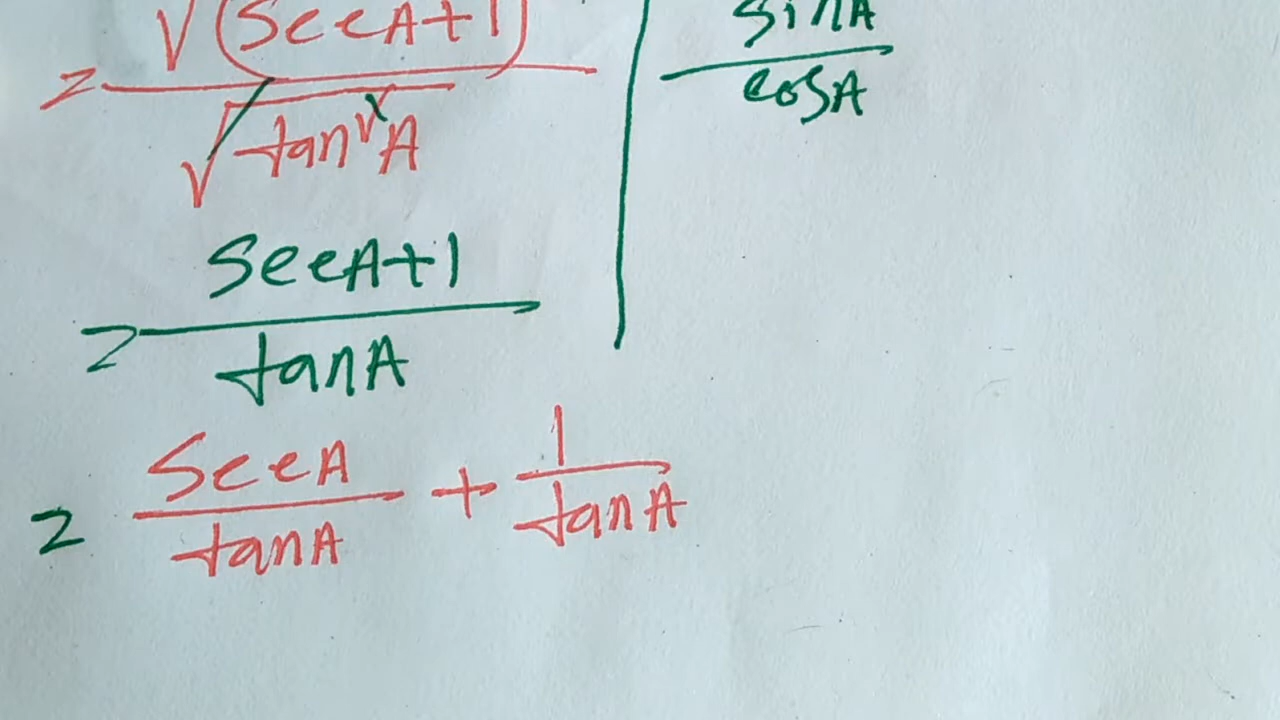 = √(secA+1)
√tan²A
sinA
cosA
= secA+1
tanA
= secA/tanA + 1/tanA